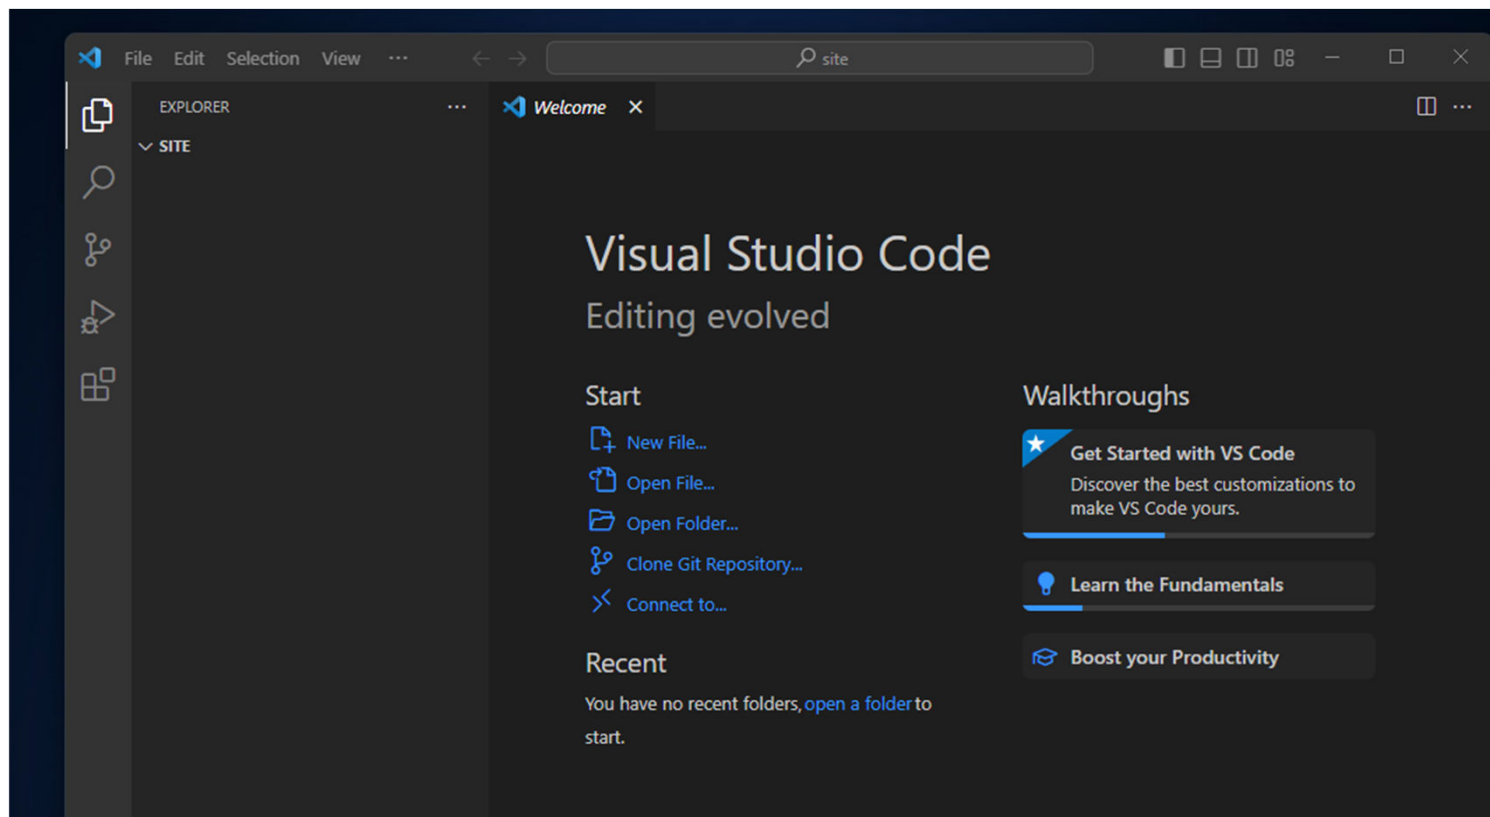 File Edit Selection View ··· site
EXPLORER ···
SITE
Welcome
Visual Studio Code
Editing evolved
Start
New File...
Open File...
Open Folder...
Clone Git Repository...
Connect to...
Recent
You have no recent folders, open a folder to
start.
Walkthroughs
Get Started with VS Code
Discover the best customizations to
make VS Code yours.
Learn the Fundamentals
Boost your Productivity